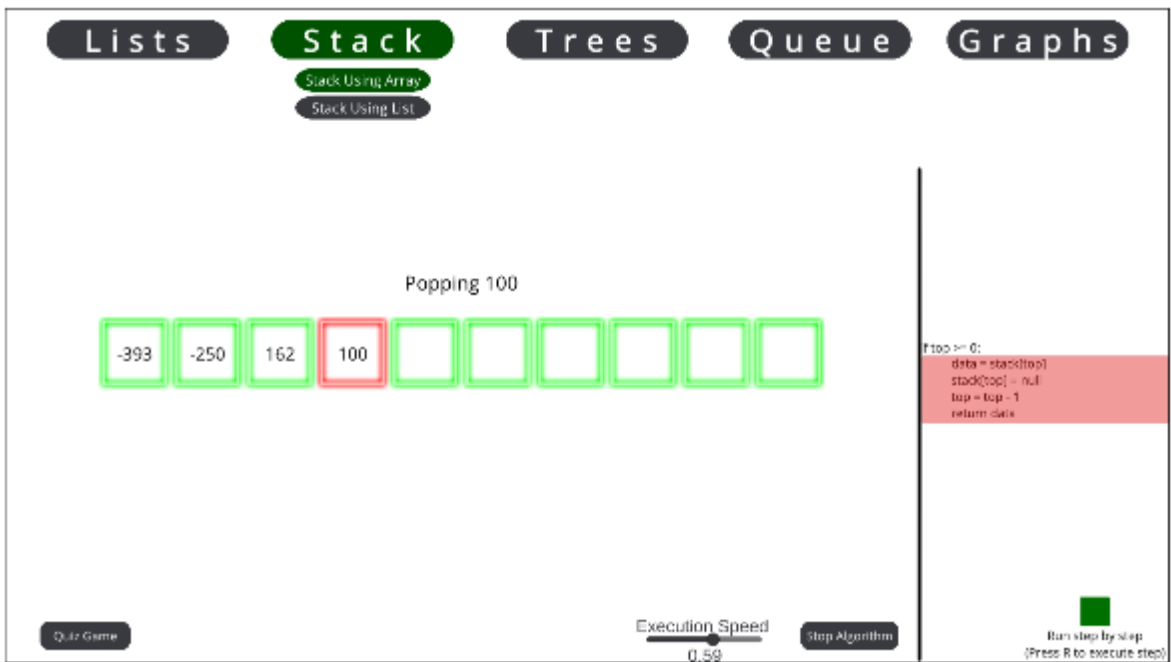 Lists Stack Trees Queue Graphs
Stack Using Array
Stack Using List
Popping 100
-393 -250 162 100
if top >= 0:
data = stack[top]
stack[top] = null
top = top - 1
return data
Quiz Game
Execution Speed
0.59
Stop Algorithm
Run step by step
(Press R to execute step)